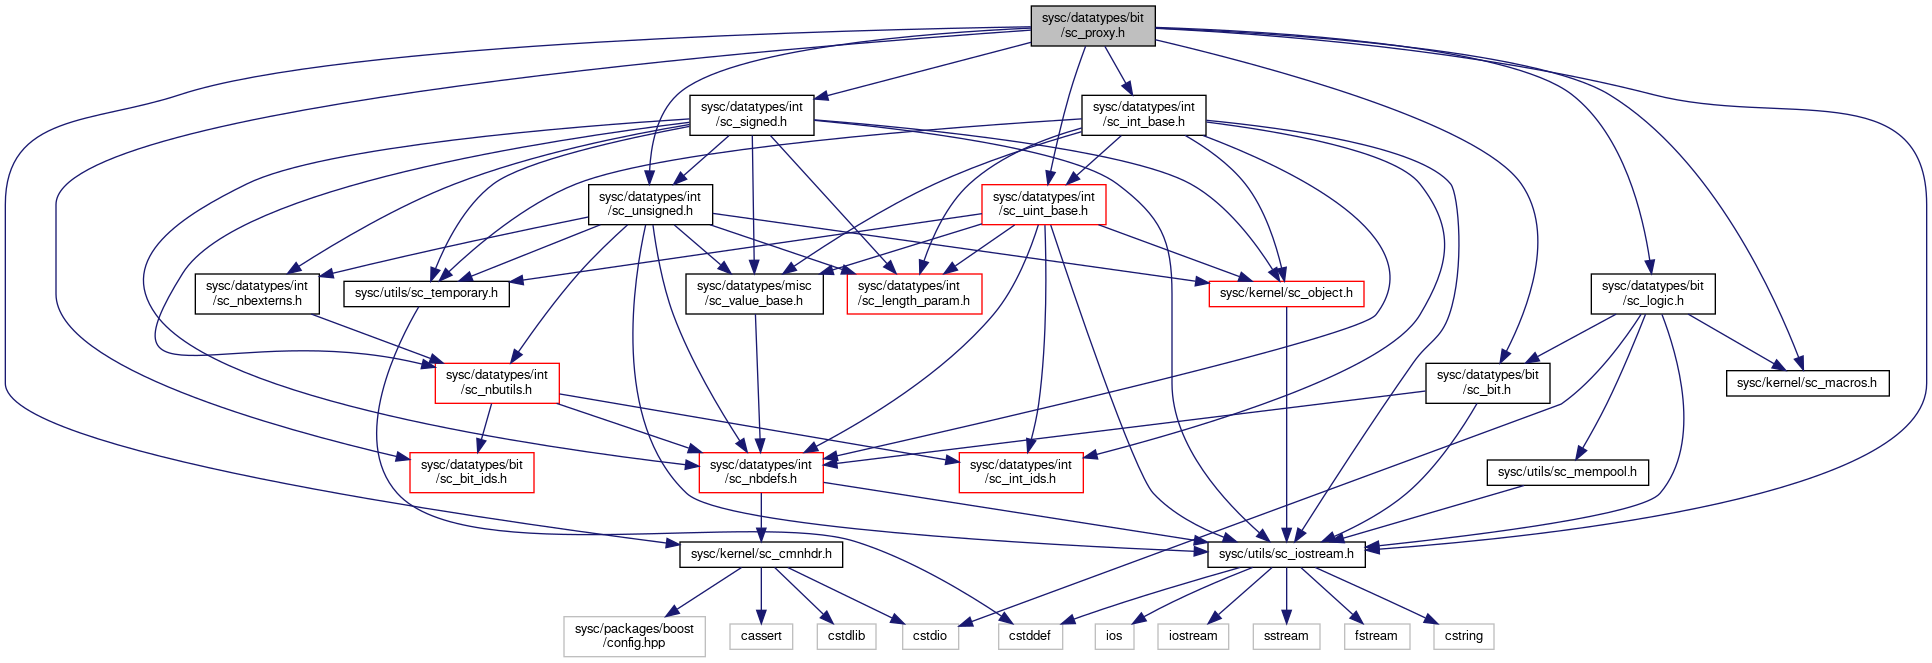 sysc/datatypes/bit
/sc_proxy.h
sysc/datatypes/int
/sc_signed.h
sysc/datatypes/int
/sc_int_base.h
sysc/datatypes/int
/sc_unsigned.h
sysc/datatypes/int
/sc_uint_base.h
sysc/datatypes/int
/sc_nbexterns.h
sysc/utils/sc_temporary.h
sysc/datatypes/misc
/sc_value_base.h
sysc/datatypes/int
/sc_length_param.h
sysc/kernel/sc_object.h
sysc/datatypes/bit
/sc_logic.h
sysc/datatypes/int
/sc_nbutils.h
sysc/datatypes/bit
/sc_bit.h
sysc/kernel/sc_macros.h
sysc/datatypes/bit
/sc_bit_ids.h
sysc/datatypes/int
/sc_nbdefs.h
sysc/datatypes/int
/sc_int_ids.h
sysc/utils/sc_mempool.h
sysc/kernel/sc_cmnhdr.h
sysc/utils/sc_iostream.h
sysc/packages/boost
/config.hpp
cassert
cstdlib
cstdio
cstddef
ios
iostream
sstream
fstream
cstring